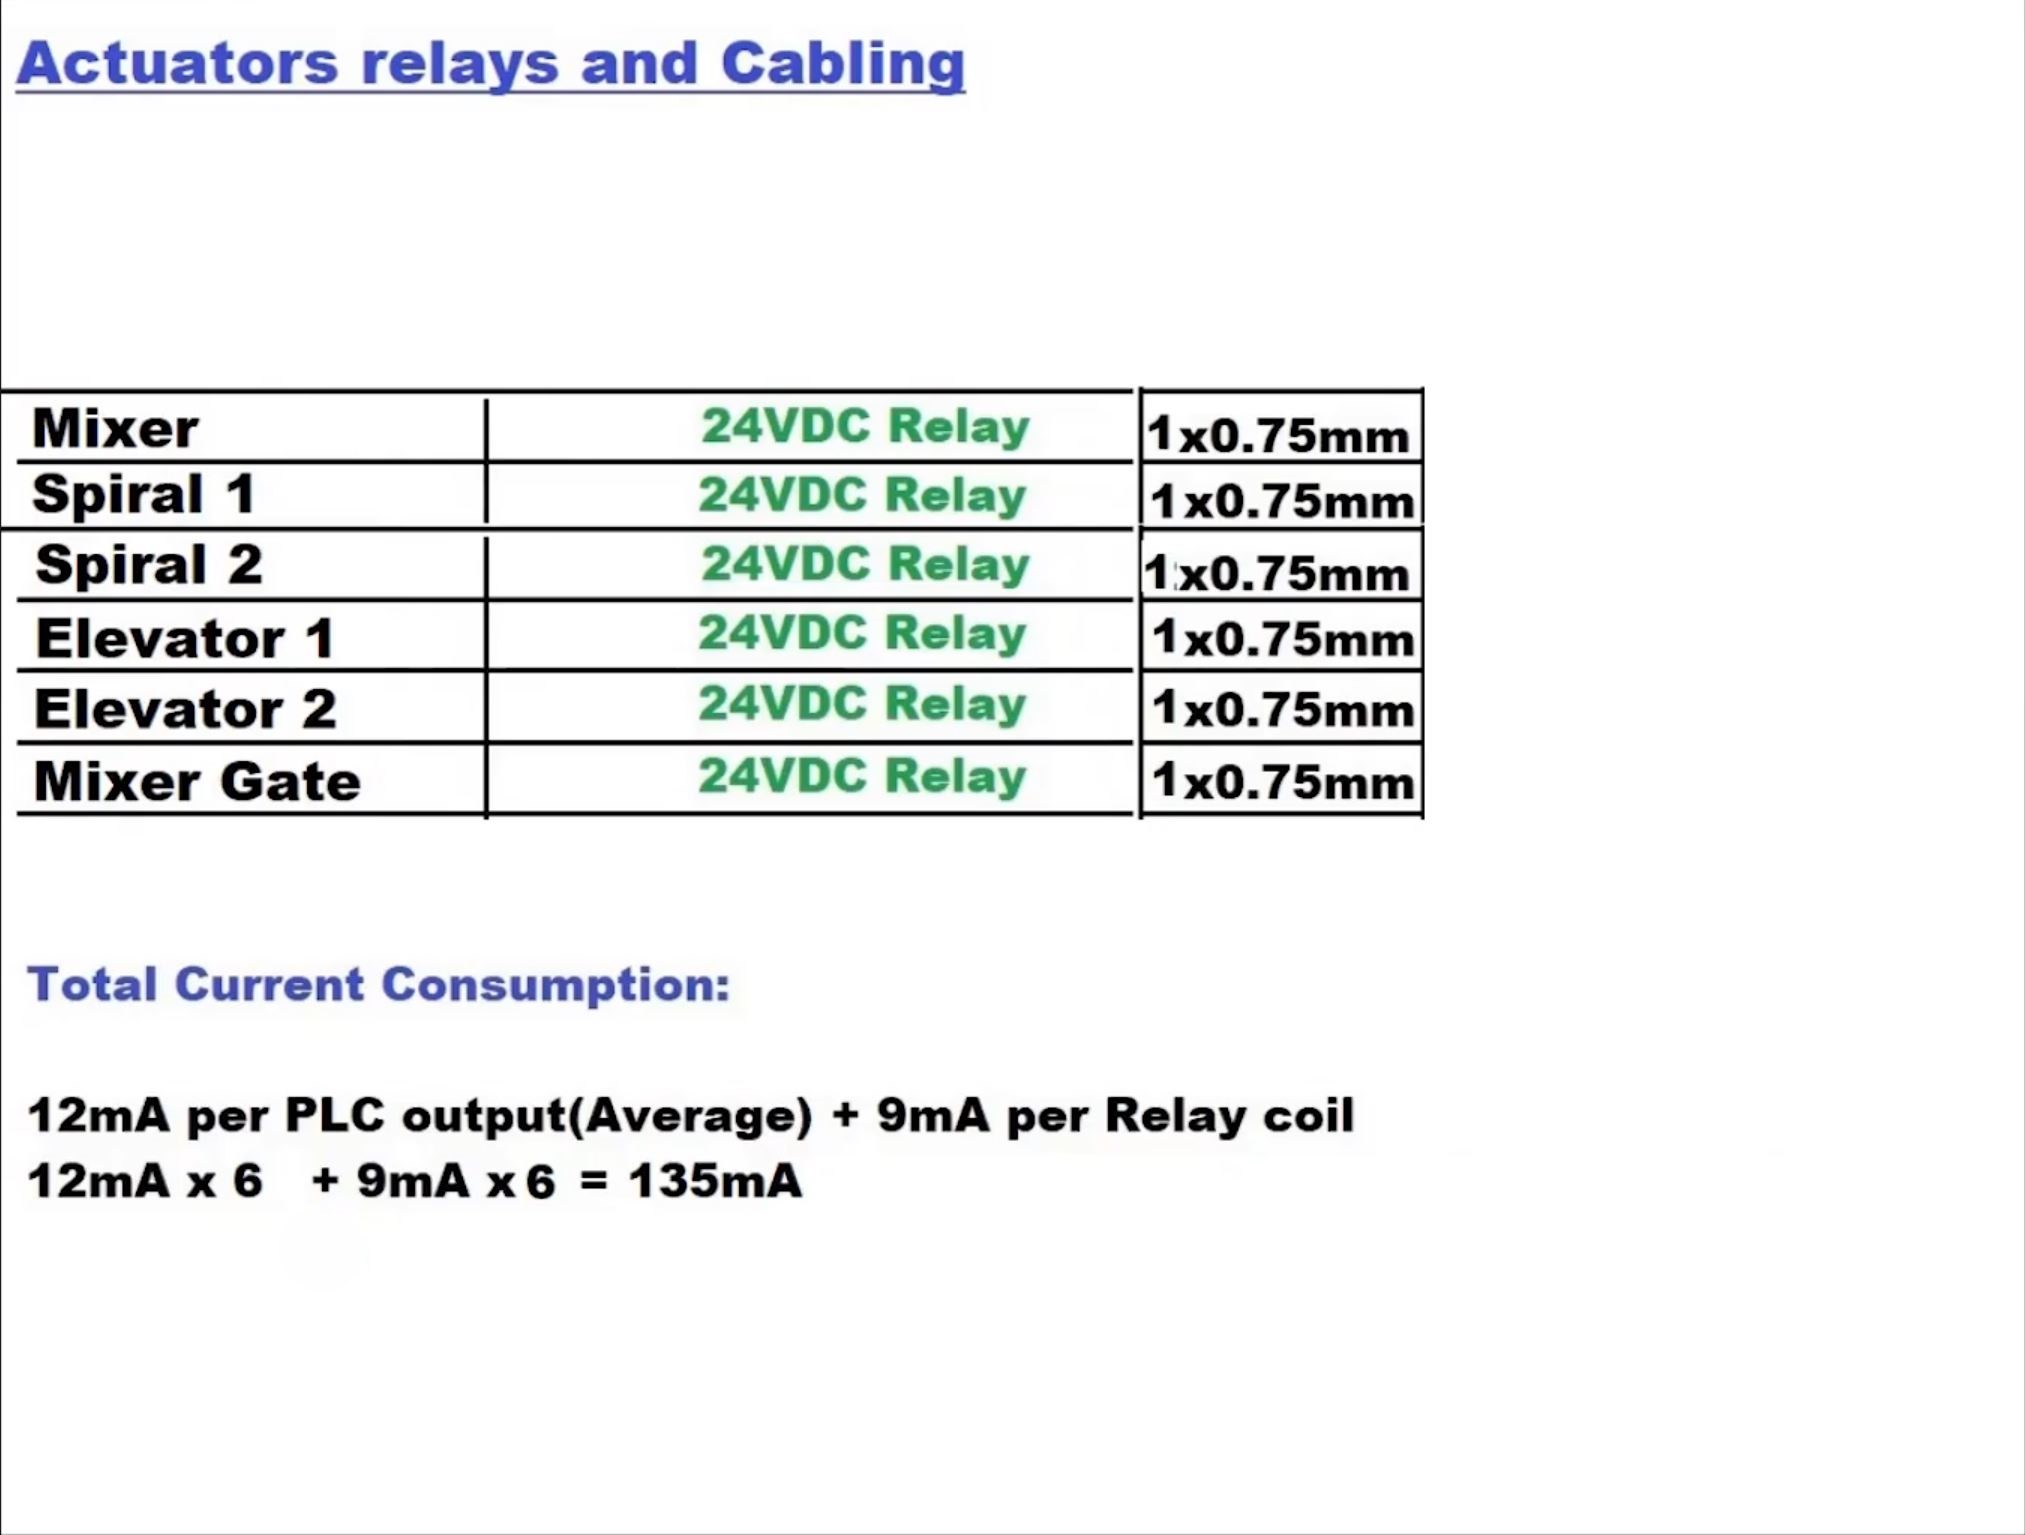 Actuators relays and Cabling
Mixer 24VDC Relay 1x0.75mm
Spiral 1 24VDC Relay 1x0.75mm
Spiral 2 24VDC Relay 1x0.75mm
Elevator 1 24VDC Relay 1x0.75mm
Elevator 2 24VDC Relay 1x0.75mm
Mixer Gate 24VDC Relay 1x0.75mm
Total Current Consumption:
12mA per PLC output(Average) + 9mA per Relay coil
12mA x 6 + 9mA x 6 = 135mA